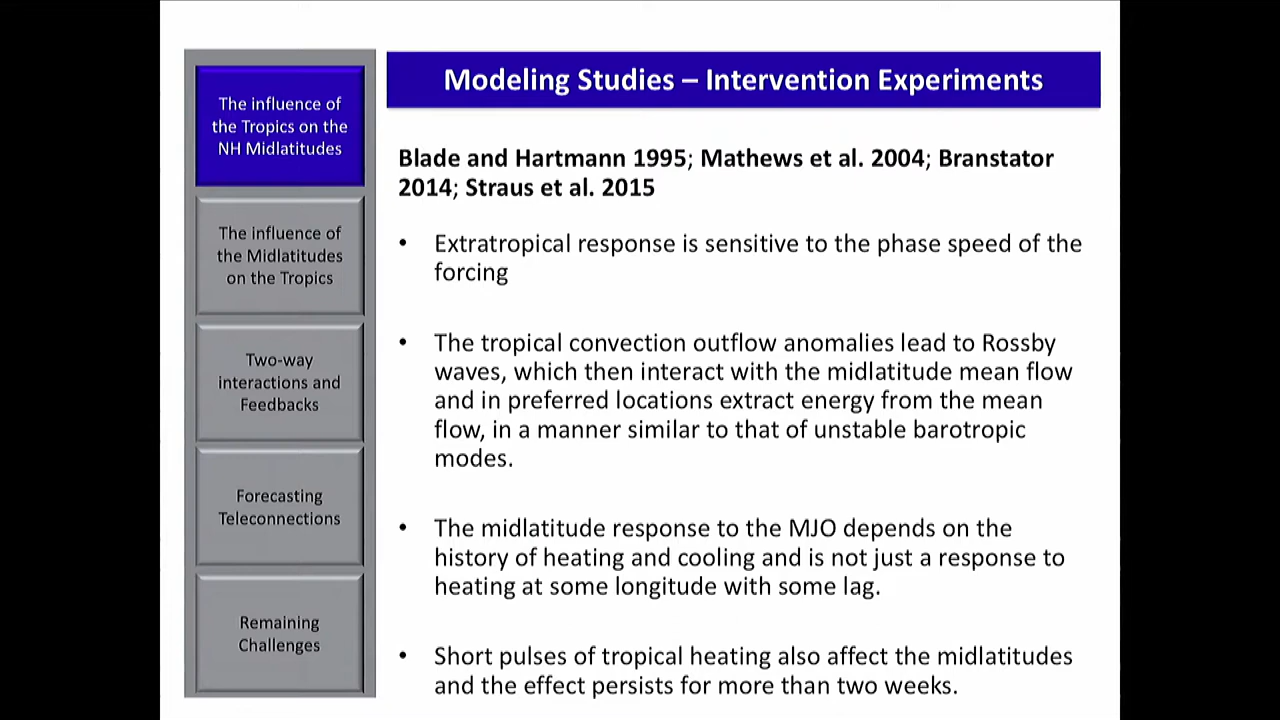 The influence of
the Tropics on the
NH Midlatitudes
The influence of
the Midlatitudes
on the Tropics
Two-way
interactions and
Feedbacks
Forecasting
Teleconnections
Remaining
Challenges
Modeling Studies – Intervention Experiments
Blade and Hartmann 1995; Mathews et al. 2004; Branstator
2014; Straus et al. 2015
• Extratropical response is sensitive to the phase speed of the
forcing
• The tropical convection outflow anomalies lead to Rossby
waves, which then interact with the midlatitude mean flow
and in preferred locations extract energy from the mean
flow, in a manner similar to that of unstable barotropic
modes.
• The midlatitude response to the MJO depends on the
history of heating and cooling and is not just a response to
heating at some longitude with some lag.
• Short pulses of tropical heating also affect the midlatitudes
and the effect persists for more than two weeks.